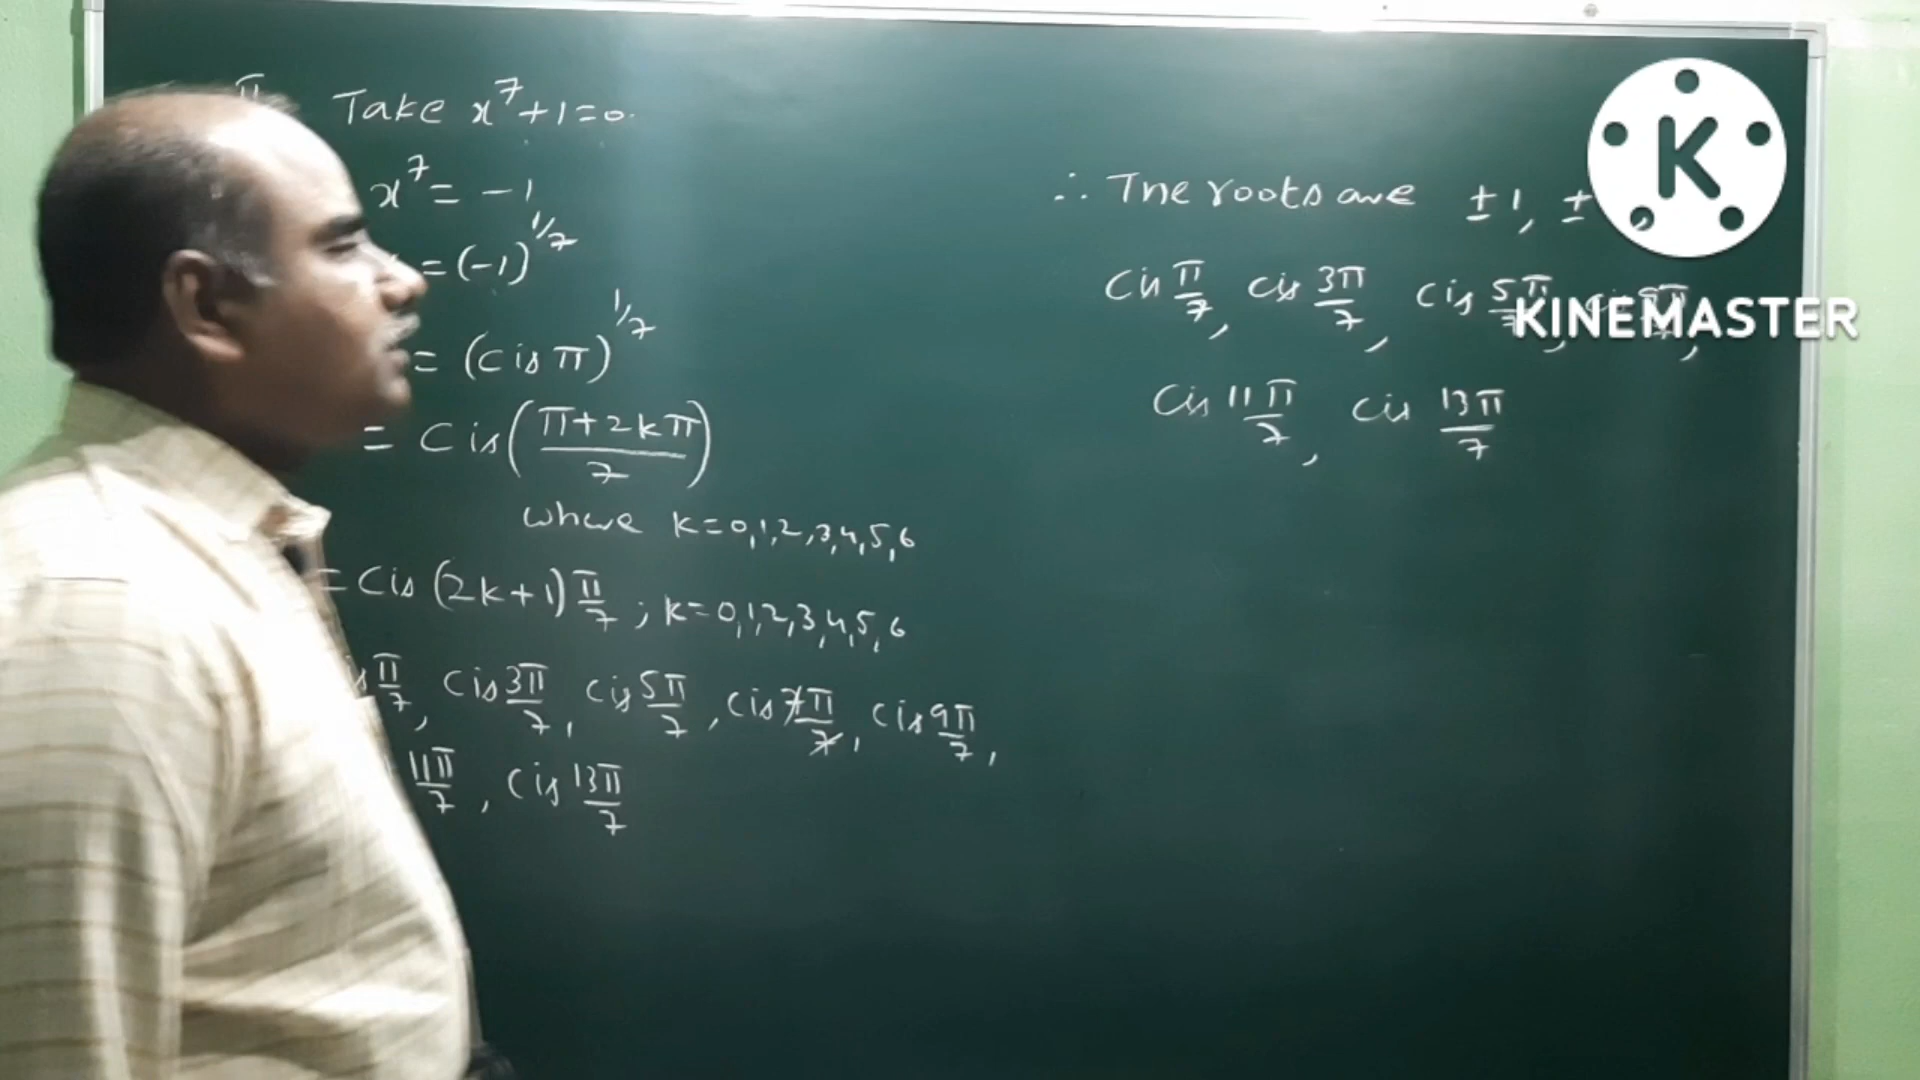 π
Take x⁷+1=0.
x⁷ = -1
= (-1)^1/7
= (cis π)^1/7
= Cis(π+2kπ/7)
where k=0,1,2,3,4,5,6
= Cis (2k+1) π/7 ; k=0,1,2,3,4,5,6
π/7, Cis 3π/7, Cis 5π/7, Cis 7π/7, Cis 9π/7,
11π/7, Cis 13π/7
∴ The roots are ±1, ±
Cis π/7, Cis 3π/7, Cis 5π/7, Cis 9π/7,
Cis 11π/7, Cis 13π/7
K
KINEMASTER